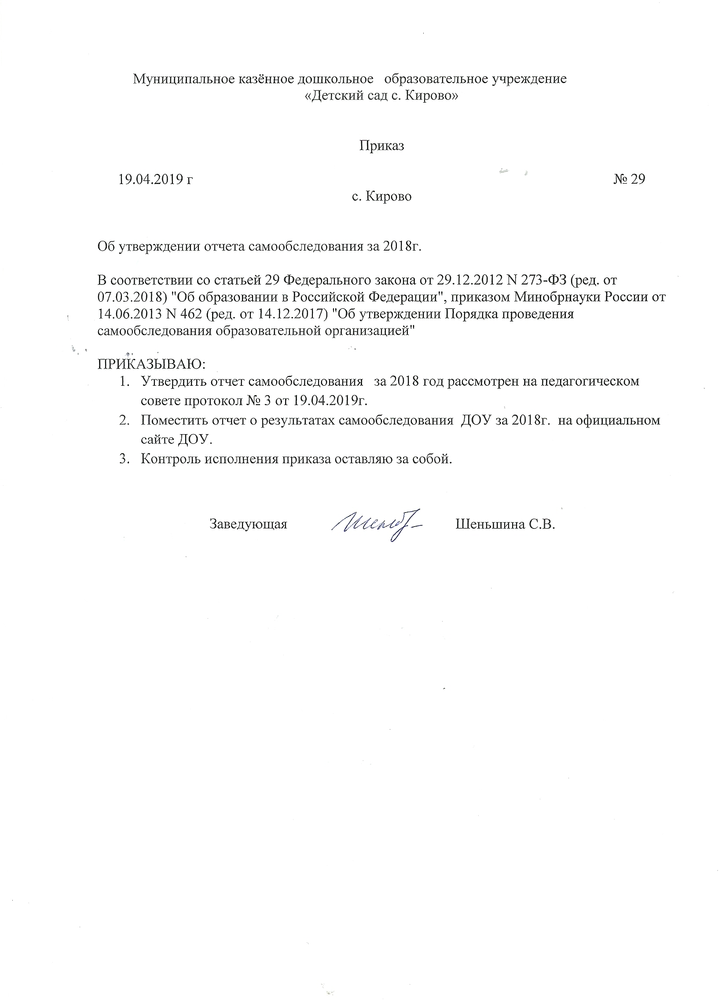 Муниципальное казённое дошкольное образовательное учреждение
«Детский сад с. Кирово»
Приказ
19.04.2019 г № 29
с. Кирово
Об утверждении отчета самообследования за 2018г.
В соответствии со статьей 29 Федерального закона от 29.12.2012 N 273-ФЗ (ред. от
07.03.2018) "Об образовании в Российской Федерации", приказом Минобрнауки России от
14.06.2013 N 462 (ред. от 14.12.2017) "Об утверждении Порядка проведения
самообследования образовательной организацией"
ПРИКАЗЫВАЮ:
1. Утвердить отчет самообследования за 2018 год рассмотрен на педагогическом
совете протокол № 3 от 19.04.2019г.
2. Поместить отчет о результатах самообследования ДОУ за 2018г. на официальном
сайте ДОУ.
3. Контроль исполнения приказа оставляю за собой.
Заведующая Шеньшина С.В.